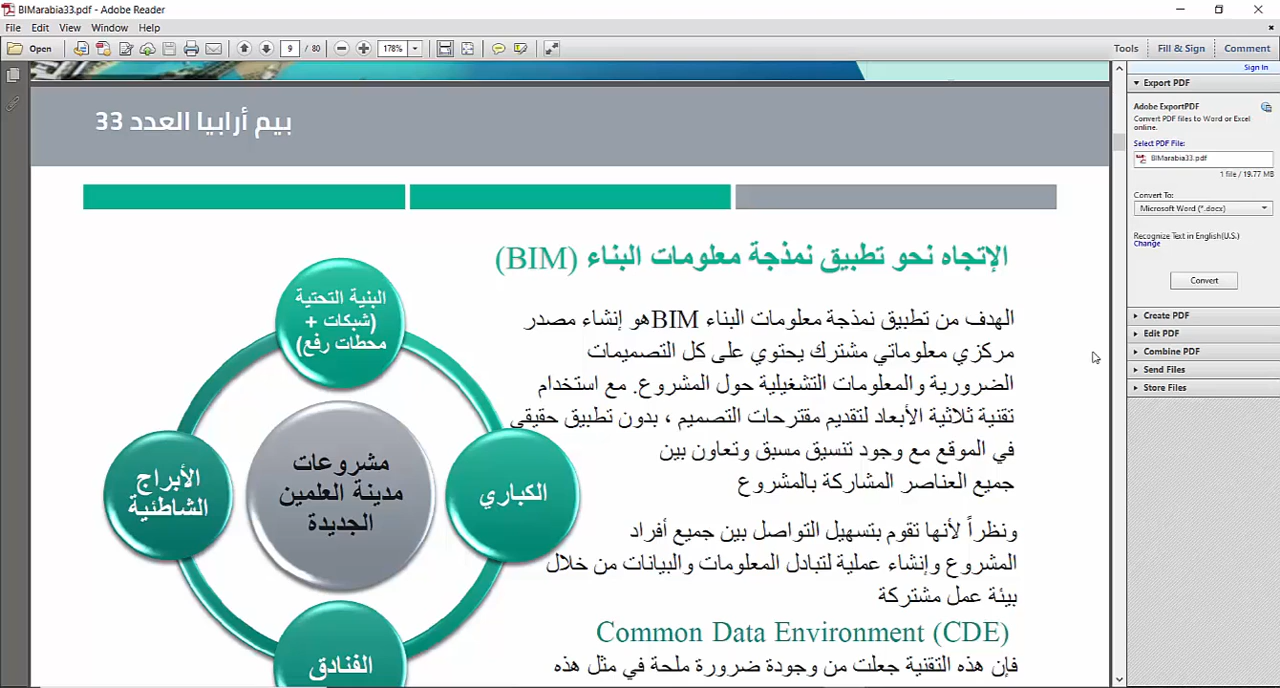 BIMarabia33.pdf - Adobe Reader
File Edit View Window Help
Open 9 / 80 178% Tools Fill & Sign Comment
Sign In
Export PDF
Adobe ExportPDF
Convert PDF files to Word or Excel
online.
Select PDF File:
BIMarabia33.pdf
1 file / 19.77 MB
Convert To:
Microsoft Word (*.docx)
Recognize Text in English(U.S.)
Change
Convert
Create PDF
Edit PDF
Combine PDF
Send Files
Store Files
بيم أرابيا العدد 33
الإتجاه نحو تطبيق نمذجة معلومات البناء (BIM)
الهدف من تطبيق نمذجة معلومات البناء BIMهو إنشاء مصدر
مركزي معلوماتي مشترك يحتوي على كل التصميمات
الضرورية والمعلومات التشغيلية حول المشروع. مع استخدام
تقنية ثلاثية الأبعاد لتقديم مقترحات التصميم ، بدون تطبيق حقيقي
في الموقع مع وجود تنسيق مسبق وتعاون بين
جميع العناصر المشاركة بالمشروع
ونظراً لأنها تقوم بتسهيل التواصل بين جميع أفراد
المشروع وإنشاء عملية لتبادل المعلومات والبيانات من خلال
بيئة عمل مشتركة
Common Data Environment (CDE)
فإن هذه التقنية جعلت من وجودة ضرورة ملحة في مثل هذه
البنية التحتية
(شبكات +
محطات رفع)
الكباري
مشروعات
مدينة العلمين
الجديدة
الأبراج
الشاطئية
الفنادق